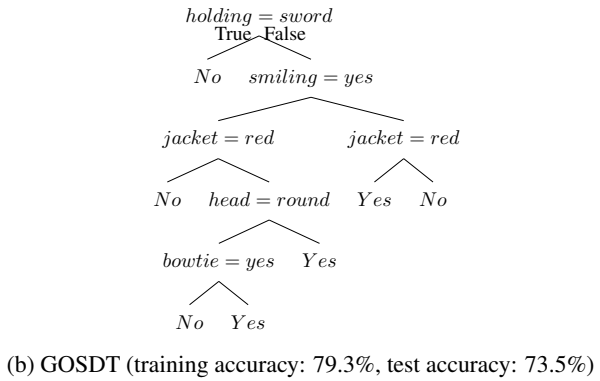 holding = sword
True False
No smiling = yes
jacket = red jacket = red
No head = round Yes No
bowtie = yes Yes
No Yes
(b) GOSDT (training accuracy: 79.3%, test accuracy: 73.5%)